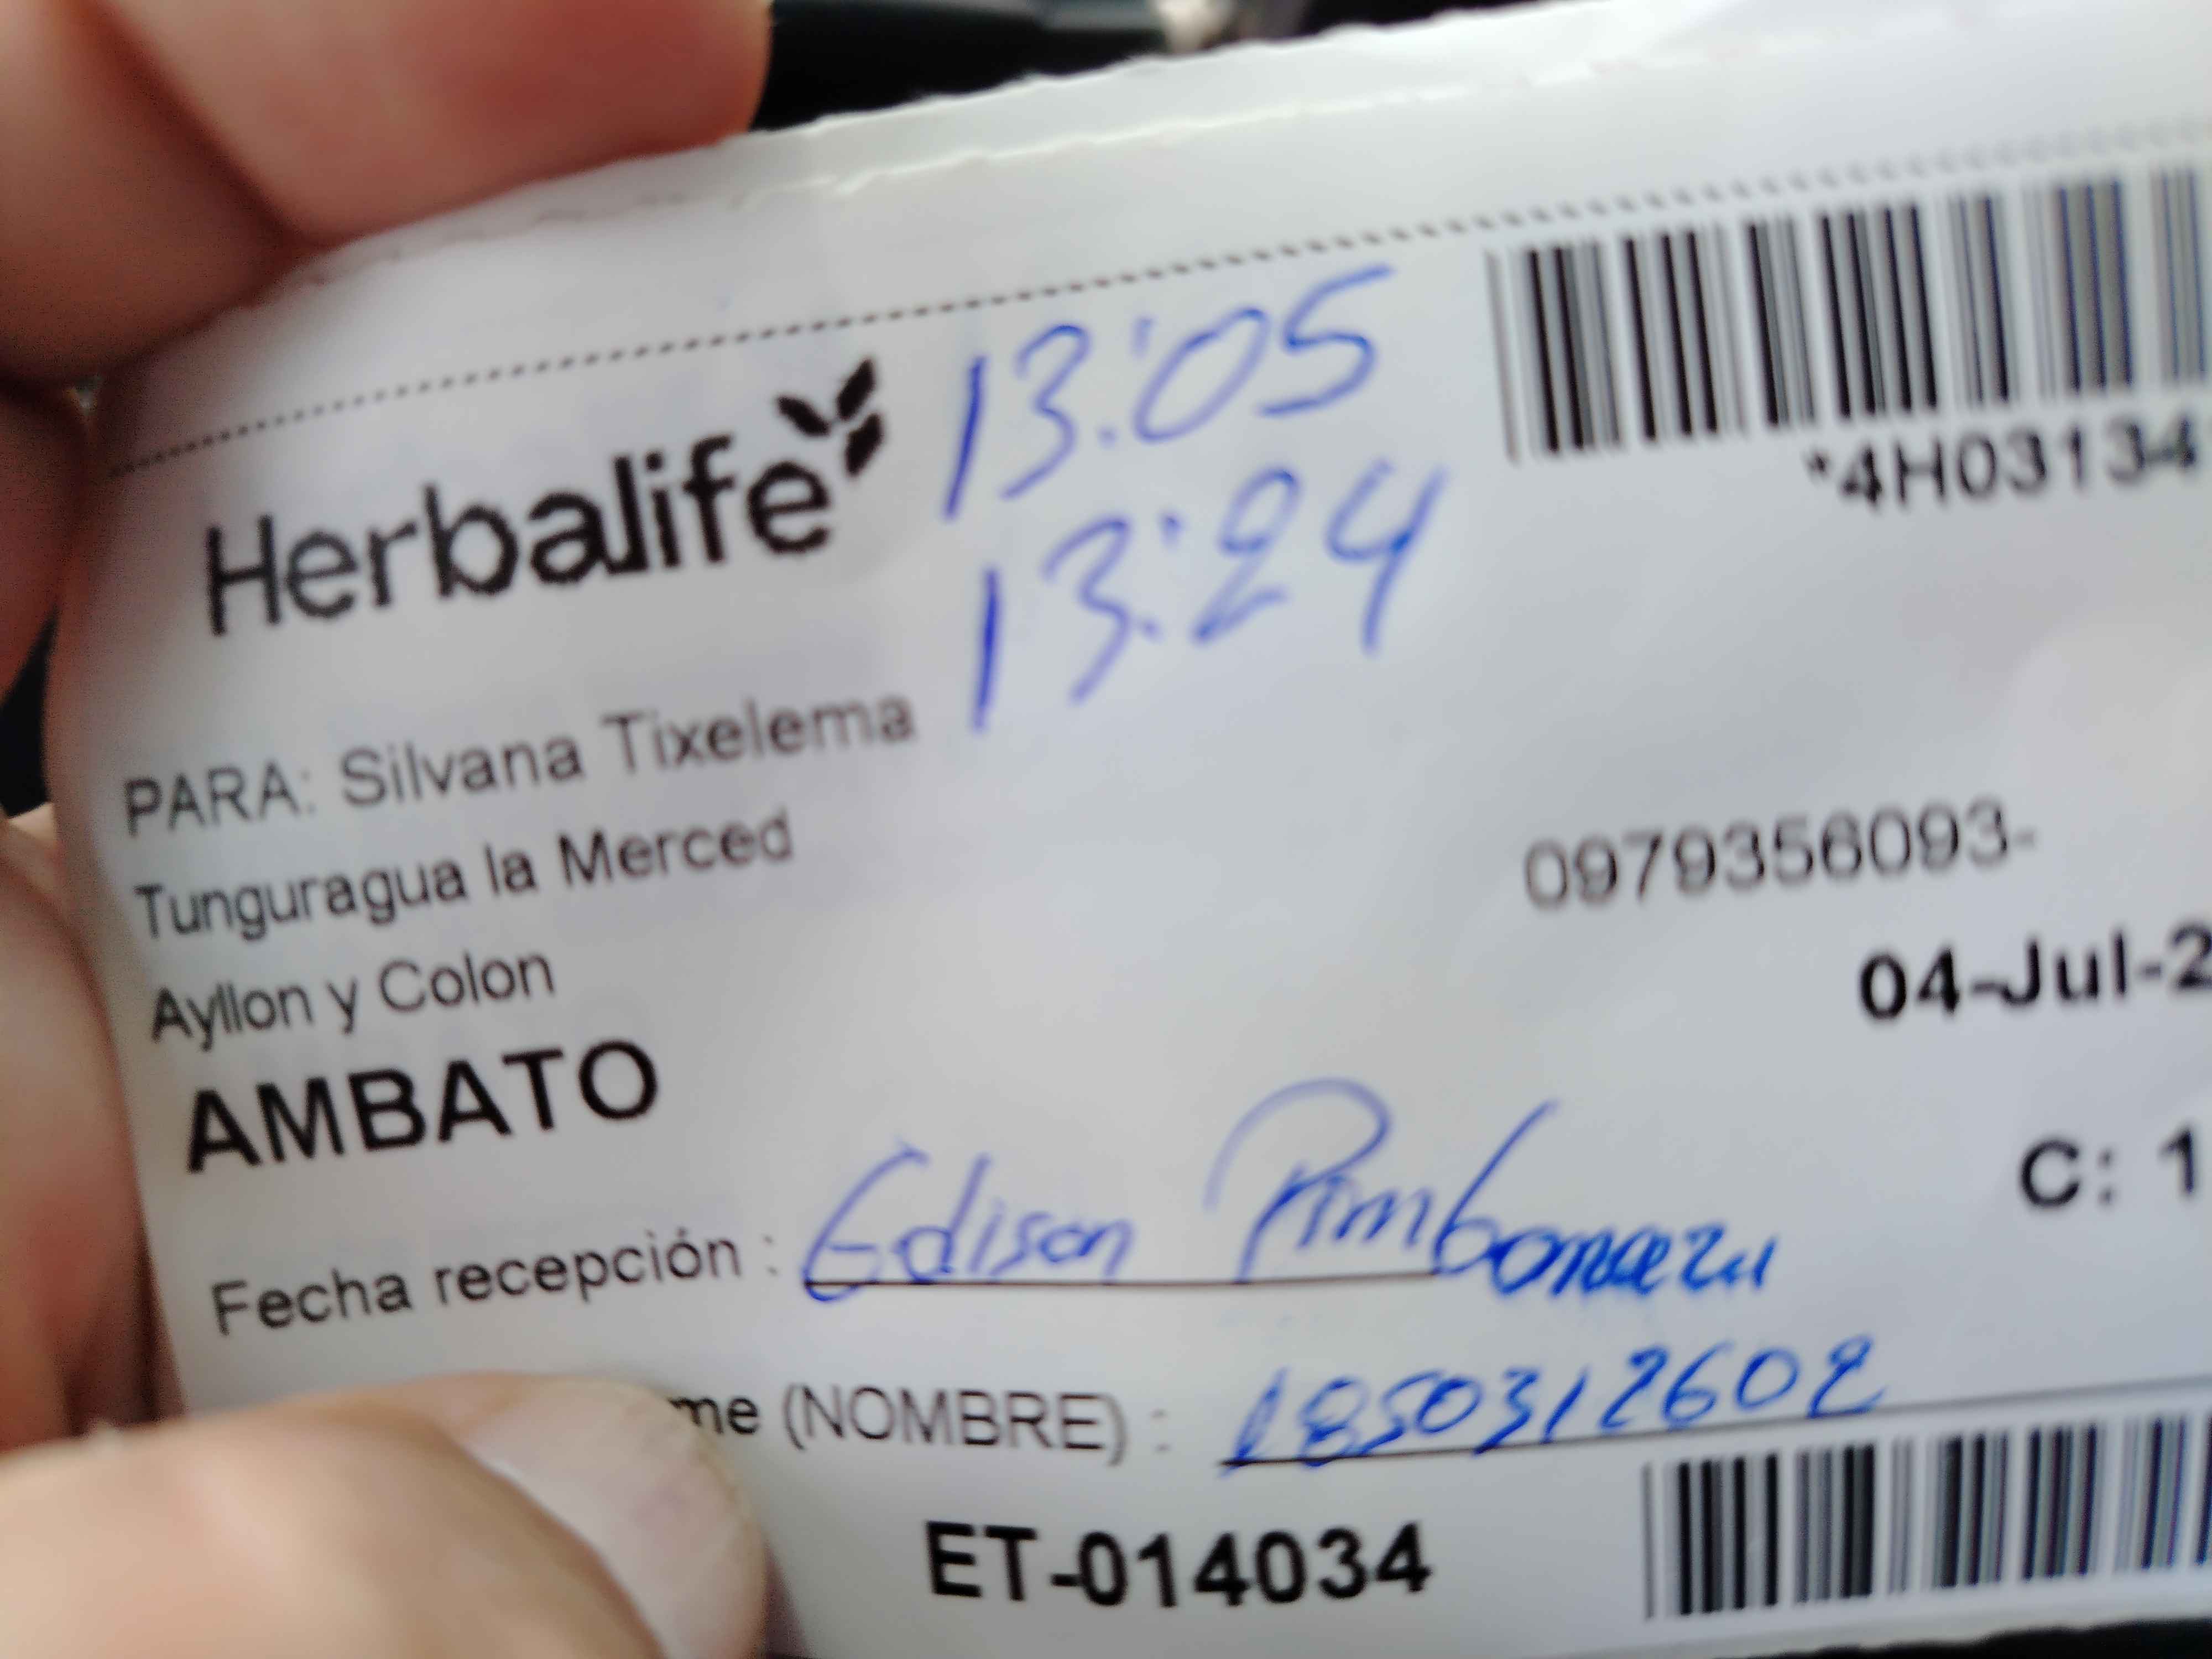 Herbalife
13:05
13:24
*4H03134
PARA: Silvana Tixelema
Tunguragua la Merced
0979356093-
Ayllon y Colon
04-Jul-2
AMBATO
C: 1
Fecha recepción : Edison
me (NOMBRE) : 1850312602
ET-014034